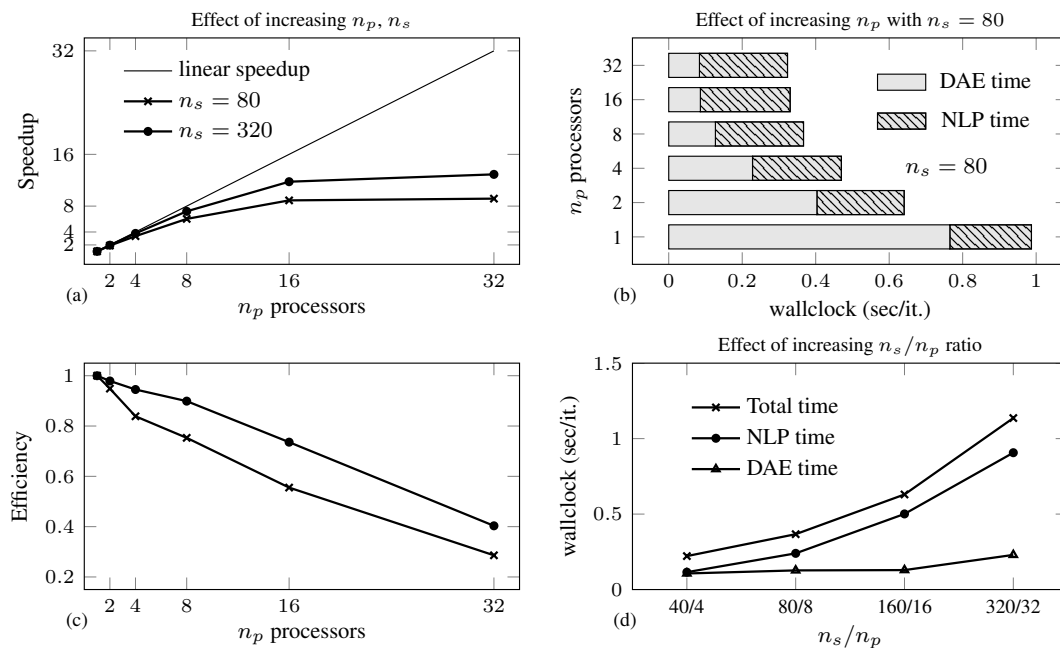 Effect of increasing n_p, n_s
32
16
8
4
2
Speedup
linear speedup
n_s = 80
n_s = 320
2 4 8 16 32
(a)
n_p processors
Effect of increasing n_p with n_s = 80
32
16
8
4
2
1
n_p processors
DAE time
NLP time
n_s = 80
0 0.2 0.4 0.6 0.8 1
(b)
wallclock (sec/it.)
1
0.8
0.6
0.4
0.2
Efficiency
2 4 8 16 32
(c)
n_p processors
Effect of increasing n_s/n_p ratio
1.5
1
0.5
0
wallclock (sec/it.)
Total time
NLP time
DAE time
40/4 80/8 160/16 320/32
(d)
n_s/n_p